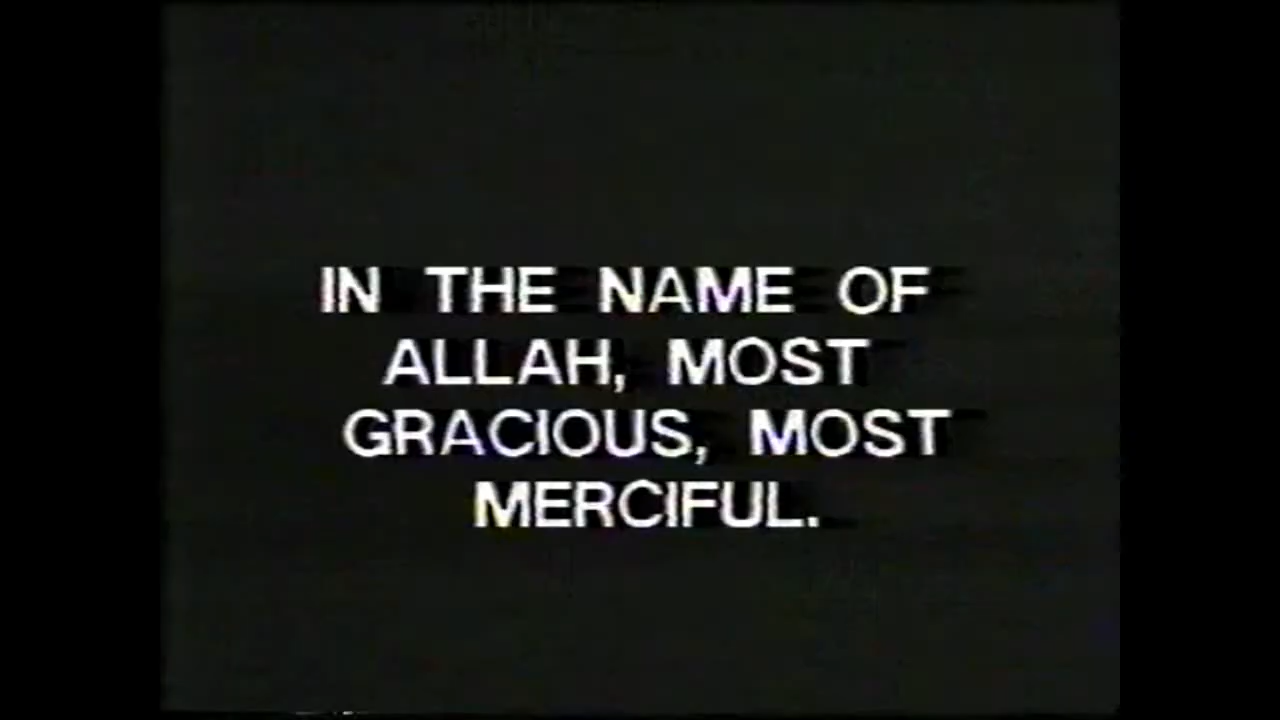 IN THE NAME OF
ALLAH, MOST
GRACIOUS, MOST
MERCIFUL.